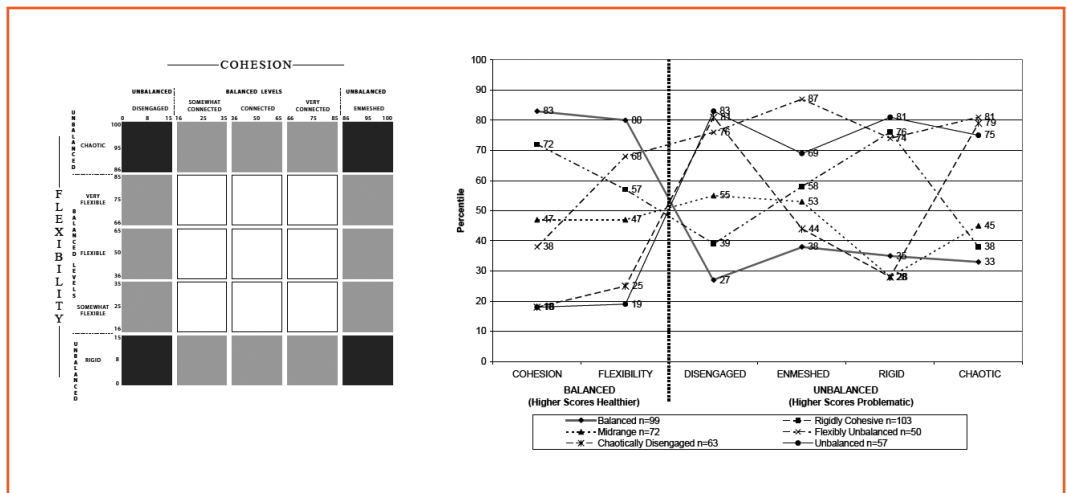 COHESION
UNBALANCED BALANCED LEVELS UNBALANCED
DISENGAGED SOMEWHAT CONNECTED CONNECTED VERY CONNECTED ENMESHED
0 8 15 16 25 35 36 50 65 66 75 85 86 95 100
FLEXIBILITY
UNBALANCED
CHAOTIC
100
95
86
BALANCED LEVELS
VERY FLEXIBLE
85
75
66
FLEXIBLE
65
50
36
SOMEWHAT FLEXIBLE
35
25
16
UNBALANCED
RIGID
15
8
0
Percentile
100
90
80
70
60
50
40
30
20
10
0
83 80 83 81 76 87 81 76 74 81 79 75
72 68 69
57 55 58 53
47 47 44 45
38 39 38 35 38 33
25 27 28 28
18 18 19
COHESION FLEXIBILITY DISENGAGED ENMESHED RIGID CHAOTIC
BALANCED UNBALANCED
(Higher Scores Healthier) (Higher Scores Problematic)
Balanced n=99 Rigidly Cohesive n=103
Midrange n=72 Flexibly Unbalanced n=50
Chaotically Disengaged n=63 Unbalanced n=57